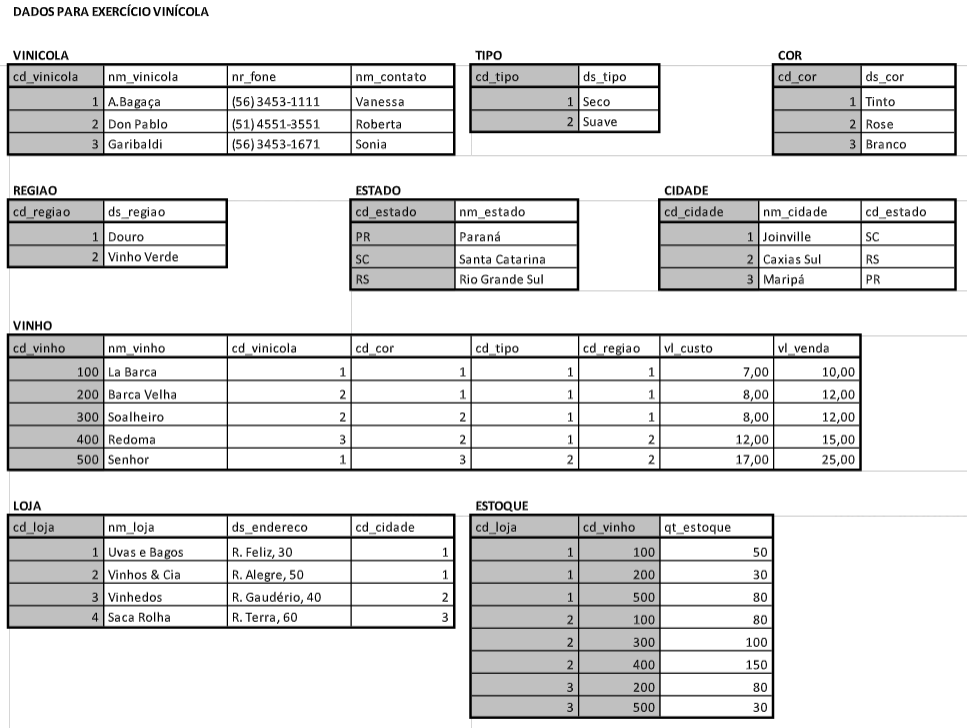 DADOS PARA EXERCÍCIO VINÍCOLA
VINICOLA
cd_vinicola nm_vinicola nr_fone nm_contato
1 A.Bagaça (56)3453-1111 Vanessa
2 Don Pablo (51)4551-3551 Roberta
3 Garibaldi (56)3453-1671 Sonia
TIPO
cd_tipo ds_tipo
1 Seco
2 Suave
COR
cd_cor ds_cor
1 Tinto
2 Rose
3 Branco
REGIAO
cd_regiao ds_regiao
1 Douro
2 Vinho Verde
ESTADO
cd_estado nm_estado
PR Paraná
SC Santa Catarina
RS Rio Grande Sul
CIDADE
cd_cidade nm_cidade cd_estado
1 Joinville SC
2 Caxias Sul RS
3 Maripá PR
VINHO
cd_vinho nm_vinho cd_vinicola cd_cor cd_tipo cd_regiao vl_custo vl_venda
100 La Barca 1 1 1 1 7,00 10,00
200 Barca Velha 2 1 1 1 8,00 12,00
300 Soalheiro 2 2 1 1 8,00 12,00
400 Redoma 3 2 1 2 12,00 15,00
500 Senhor 1 3 2 2 17,00 25,00
LOJA
cd_loja nm_loja ds_endereco cd_cidade
1 Uvas e Bagos R. Feliz, 30 1
2 Vinhos & Cia R. Alegre, 50 1
3 Vinhedos R. Gaudério, 40 2
4 Saca Rolha R. Terra, 60 3
ESTOQUE
cd_loja cd_vinho qt_estoque
1 100 50
1 200 30
1 500 80
2 100 80
2 300 100
2 400 150
3 200 80
3 500 30